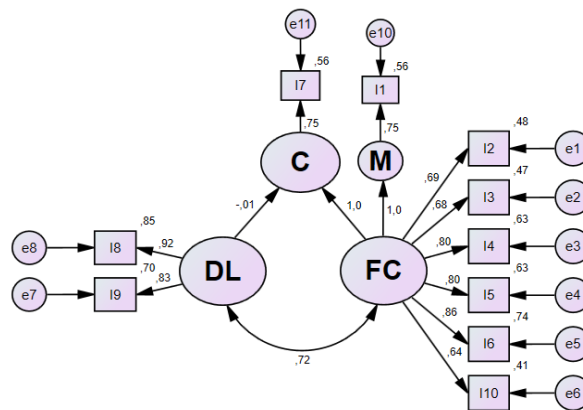 e11
e10
,56
,56
I7
I1
,48
,75
,75
I2
e1
C
M
,47
,69
I3
e2
,68
-,01
1,0
1,0
,63
,85
,80
I4
e3
e8
I8
,92
,63
,70
DL
FC
,80
I5
e4
e7
I9
,83
,74
,86
I6
e5
,64
,72
,41
I10
e6